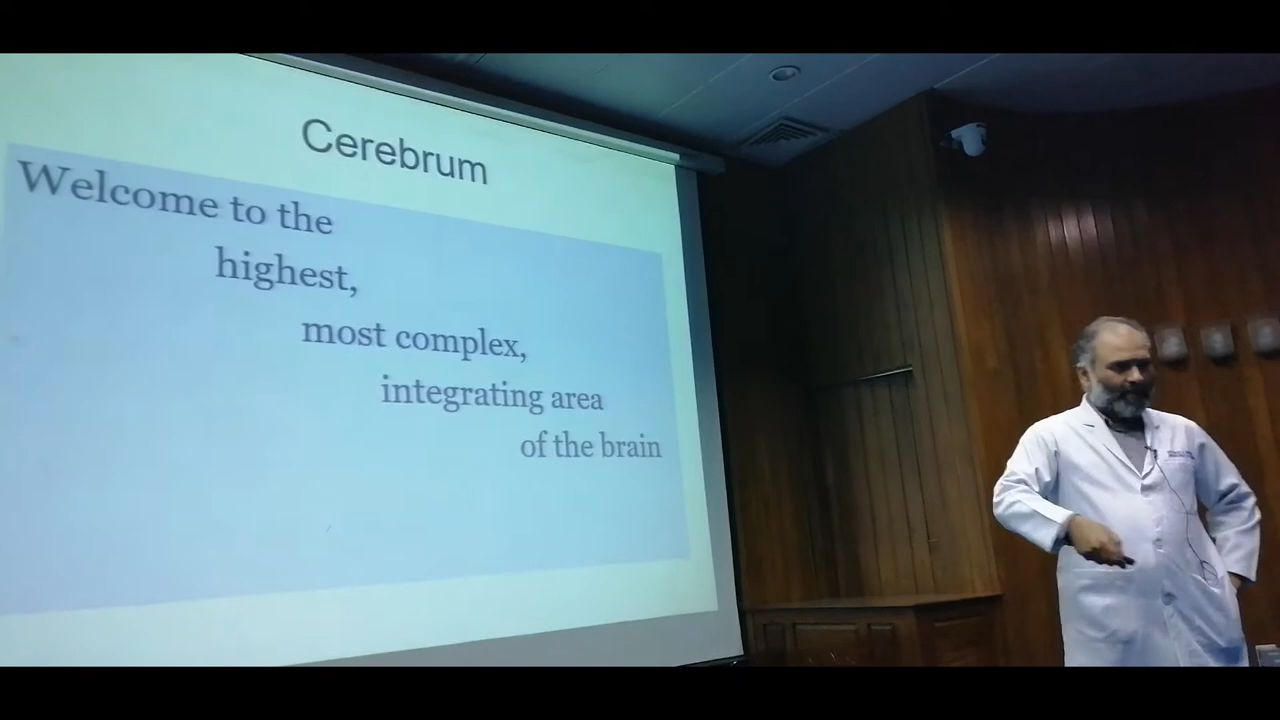 Cerebrum
Welcome to the
highest,
most complex,
integrating area
of the brain